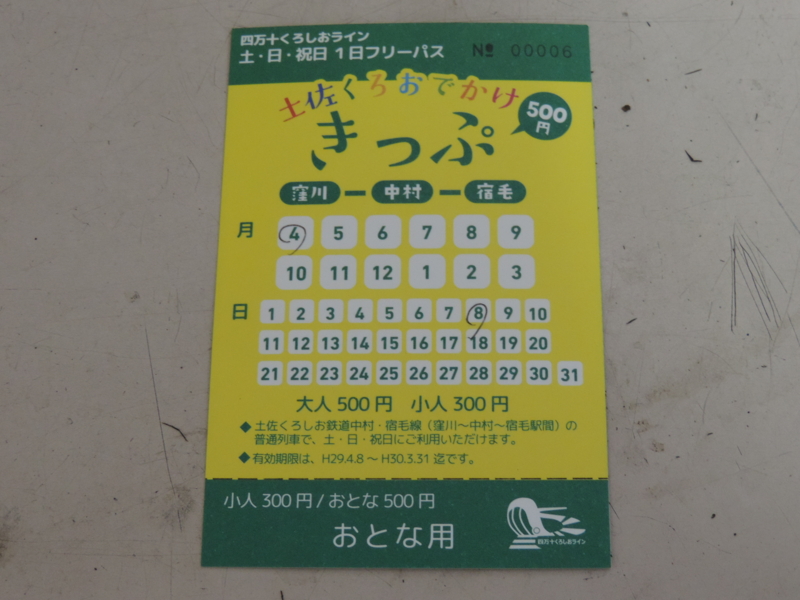 四万十くろしおライン
土・日・祝日 1日フリーパス № 00006
土佐くろおでかけ
きっぷ 500円
窪川ー中村ー宿毛
月 4 5 6 7 8 9
10 11 12 1 2 3
日 1 2 3 4 5 6 7 8 9 10
11 12 13 14 15 16 17 18 19 20
21 22 23 24 25 26 27 28 29 30 31
大人500円 小人300円
◆土佐くろしお鉄道中村・宿毛線（窪川〜中村〜宿毛駅間）の
普通列車で、土・日・祝日にご利用いただけます。
◆有効期限は、H29.4.8〜H30.3.31迄です。
小人300円/おとな500円
おとな用
四万十くろしおライン